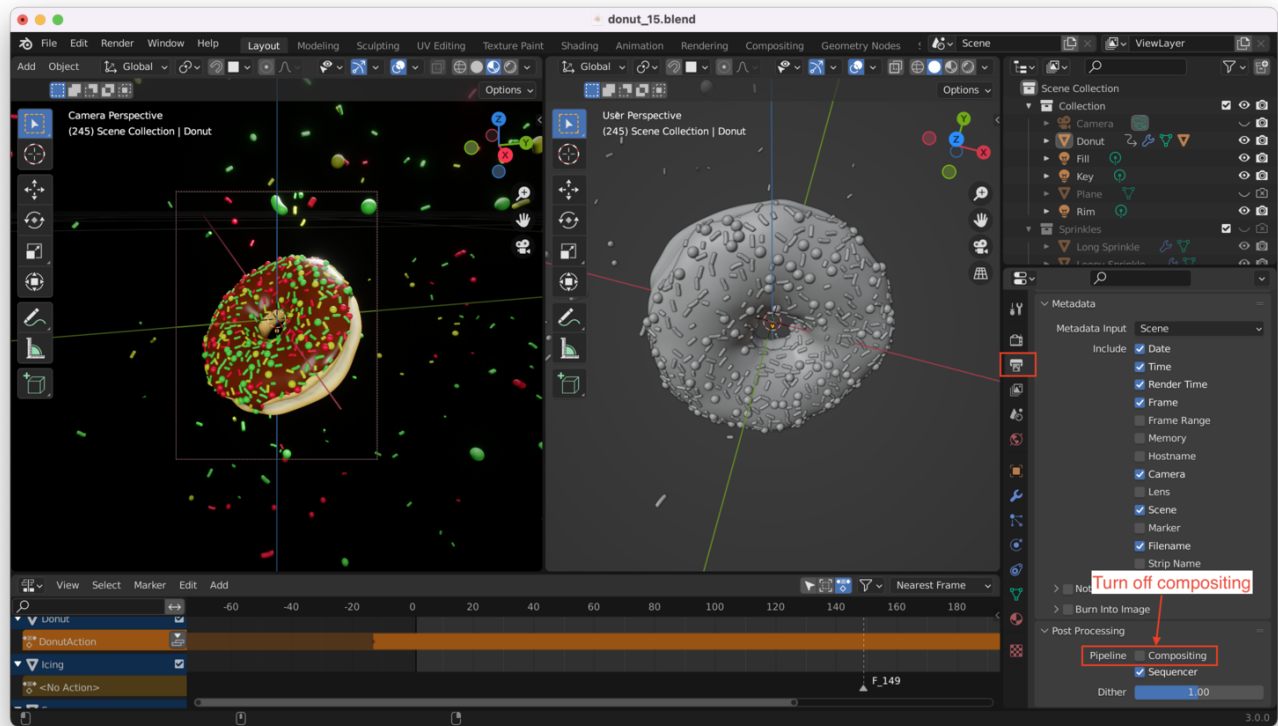 donut_15.blend
File Edit Render Window Help Layout Modeling Sculpting UV Editing Texture Paint Shading Animation Rendering Compositing Geometry Nodes Scene ViewLayer
Add Object Global Global
Options Options
Camera Perspective
(245) Scene Collection | Donut
User Perspective
(245) Scene Collection | Donut
Z
Y
X
Y
Z
X
Scene Collection
Collection
Camera
Donut
Fill
Key
Plane
Rim
Sprinkles
Long Sprinkle
Metadata
Metadata Input Scene
Include Date
Time
Render Time
Frame
Frame Range
Memory
Hostname
Camera
Lens
Scene
Marker
Filename
Strip Name
Not
Turn off compositing
Burn Into Image
Post Processing
Pipeline Compositing
Sequencer
Dither 1.00
View Select Marker Edit Add Nearest Frame
-60 -40 -20 0 20 40 60 80 100 120 140 160 180
Donut
DonutAction
Icing
<No Action>
F_149
3.0.0